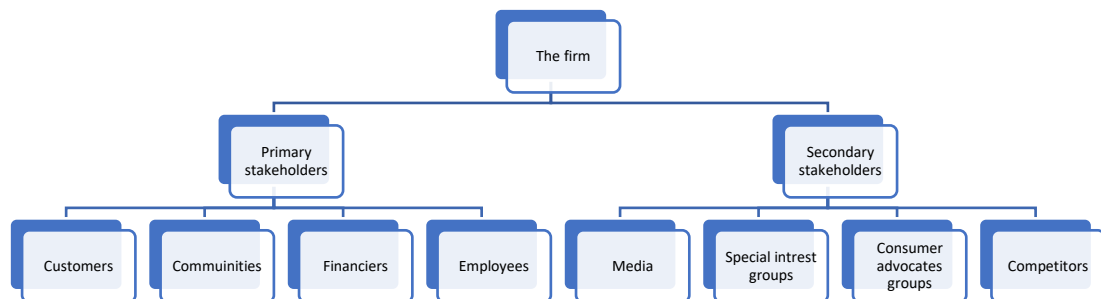 The firm
Primary
stakeholders
Secondary
stakeholders
Customers
Commuinities
Financiers
Employees
Media
Special intrest
groups
Consumer
advocates
groups
Competitors